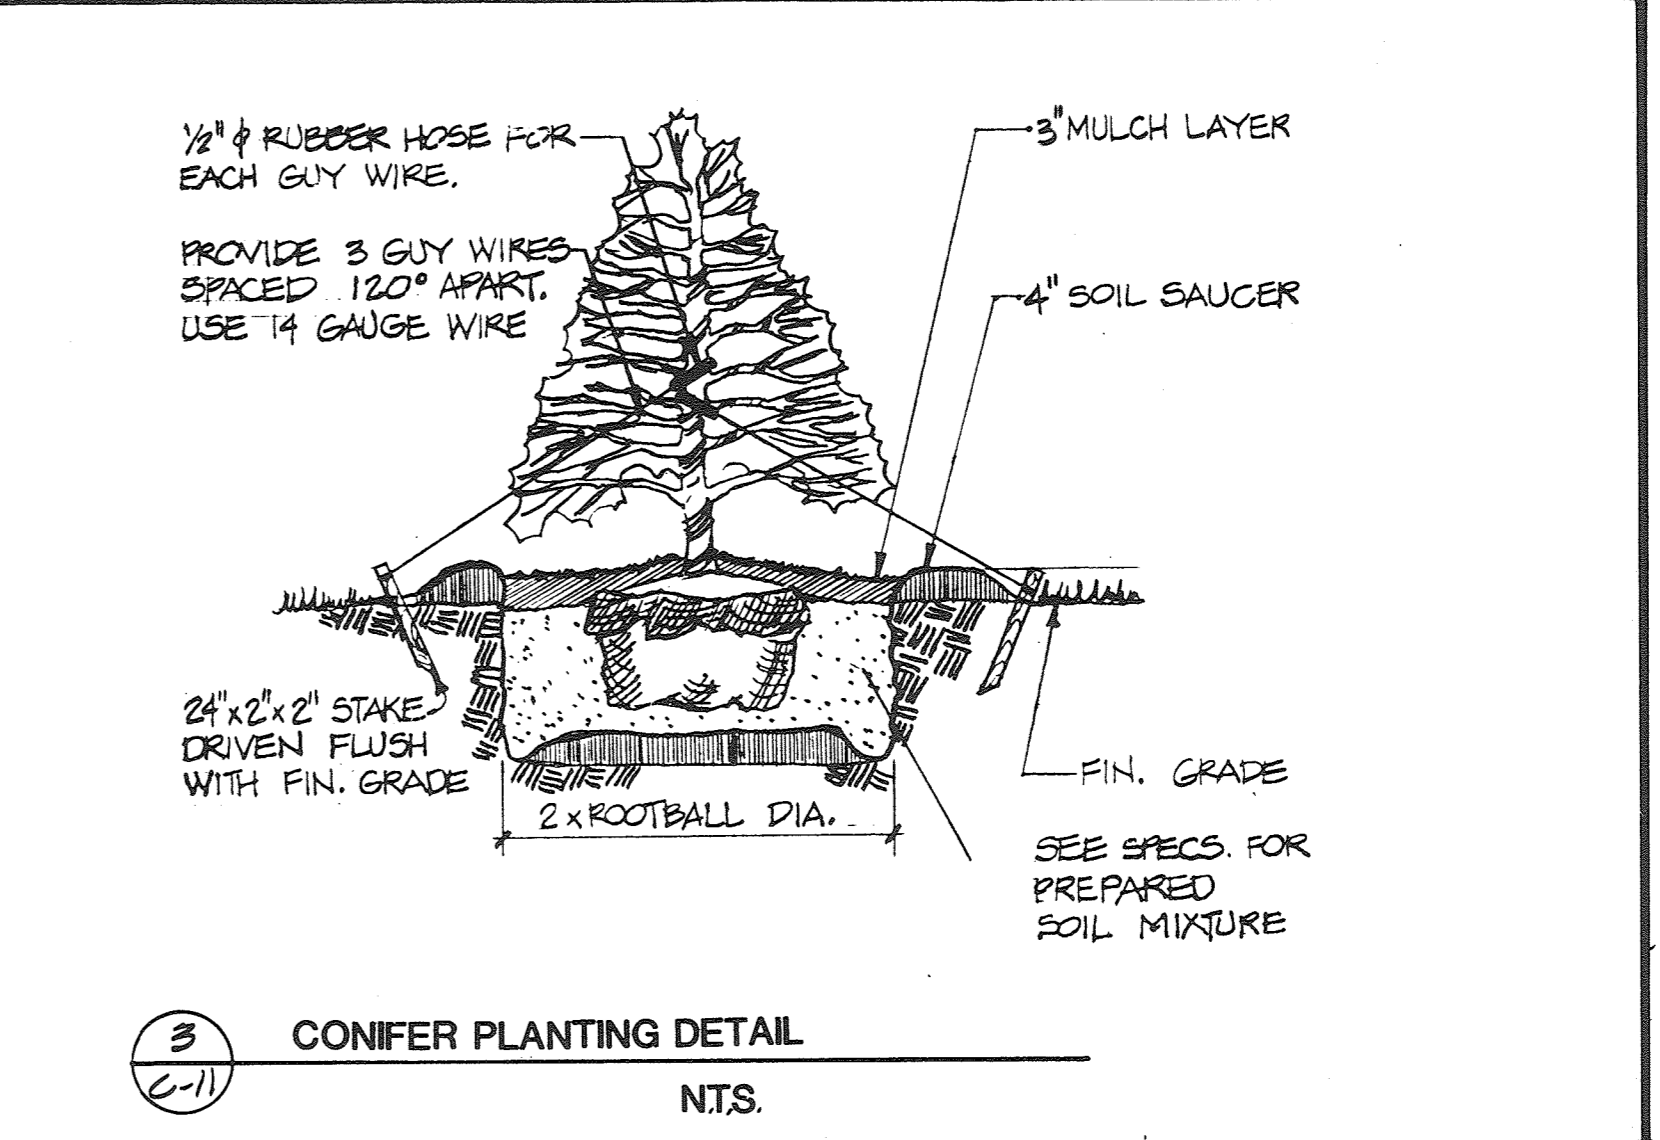 1/2" ϕ RUBBER HOSE FOR
EACH GUY WIRE.
PROVIDE 3 GUY WIRES
SPACED 120° APART.
USE 14 GAUGE WIRE
3" MULCH LAYER
4" SOIL SAUCER
24"x2"x2" STAKE
DRIVEN FLUSH
WITH FIN. GRADE
2 x ROOTBALL DIA.
FIN. GRADE
SEE SPECS. FOR
PREPARED
SOIL MIXTURE
3
C-11
CONIFER PLANTING DETAIL
N.T.S.